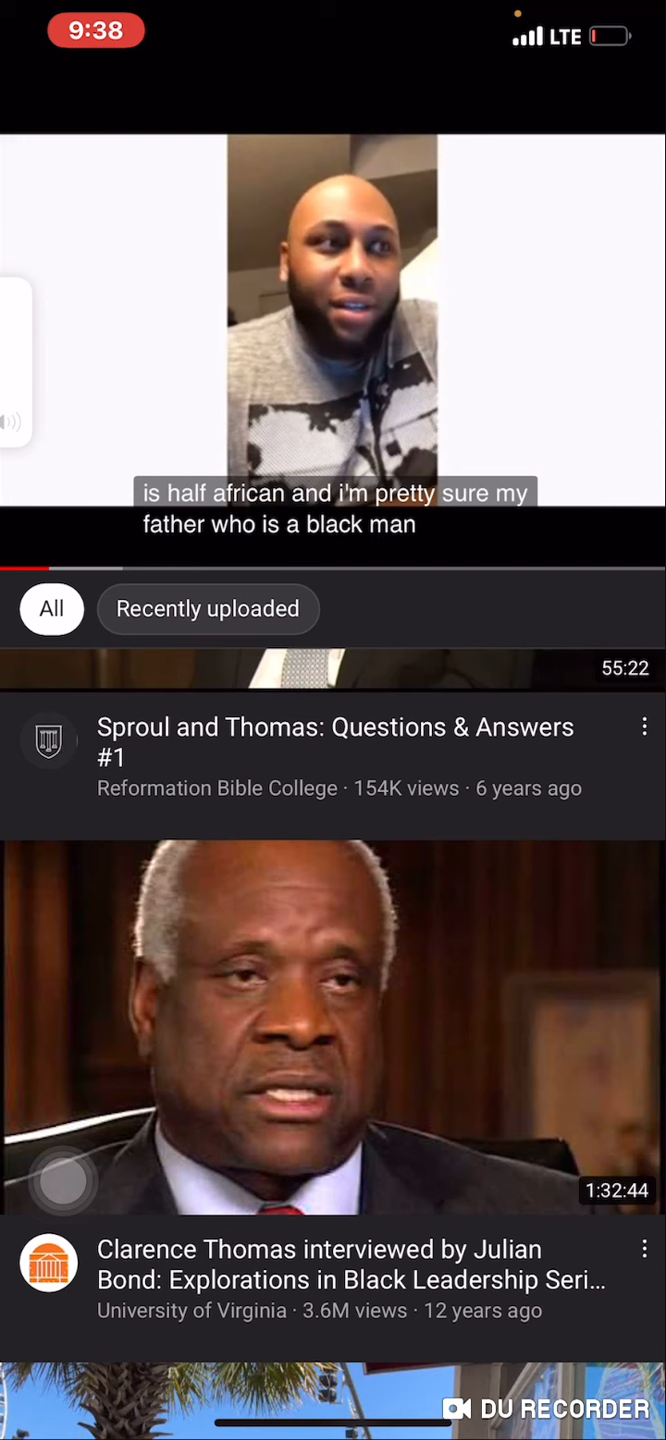 9:38
LTE
is half african and i'm pretty sure my
father who is a black man
All
Recently uploaded
55:22
Sproul and Thomas: Questions & Answers
#1
Reformation Bible College · 154K views · 6 years ago
1:32:44
Clarence Thomas interviewed by Julian
Bond: Explorations in Black Leadership Seri...
University of Virginia · 3.6M views · 12 years ago
DU RECORDER